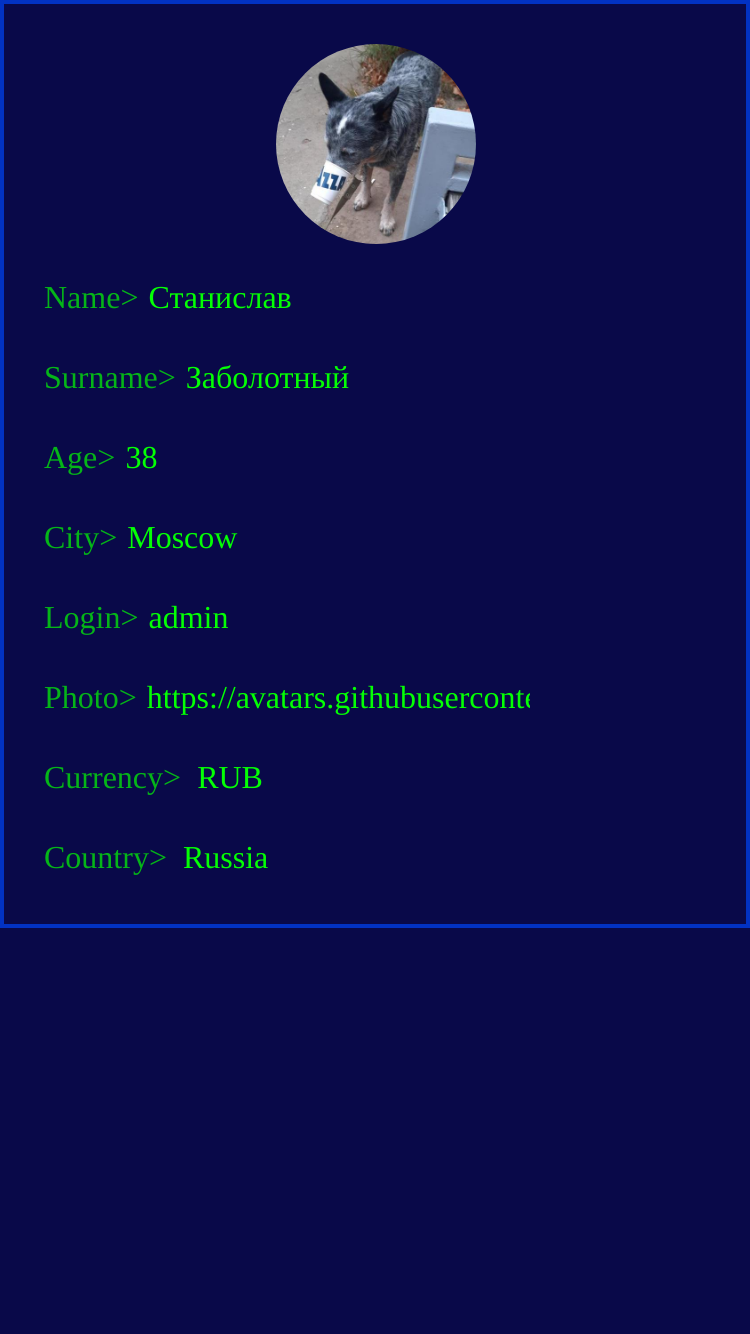 Name> Станислав
Surname> Заболотный
Age> 38
City> Moscow
Login> admin
Photo> https://avatars.githubuserconte
Currency> RUB
Country> Russia